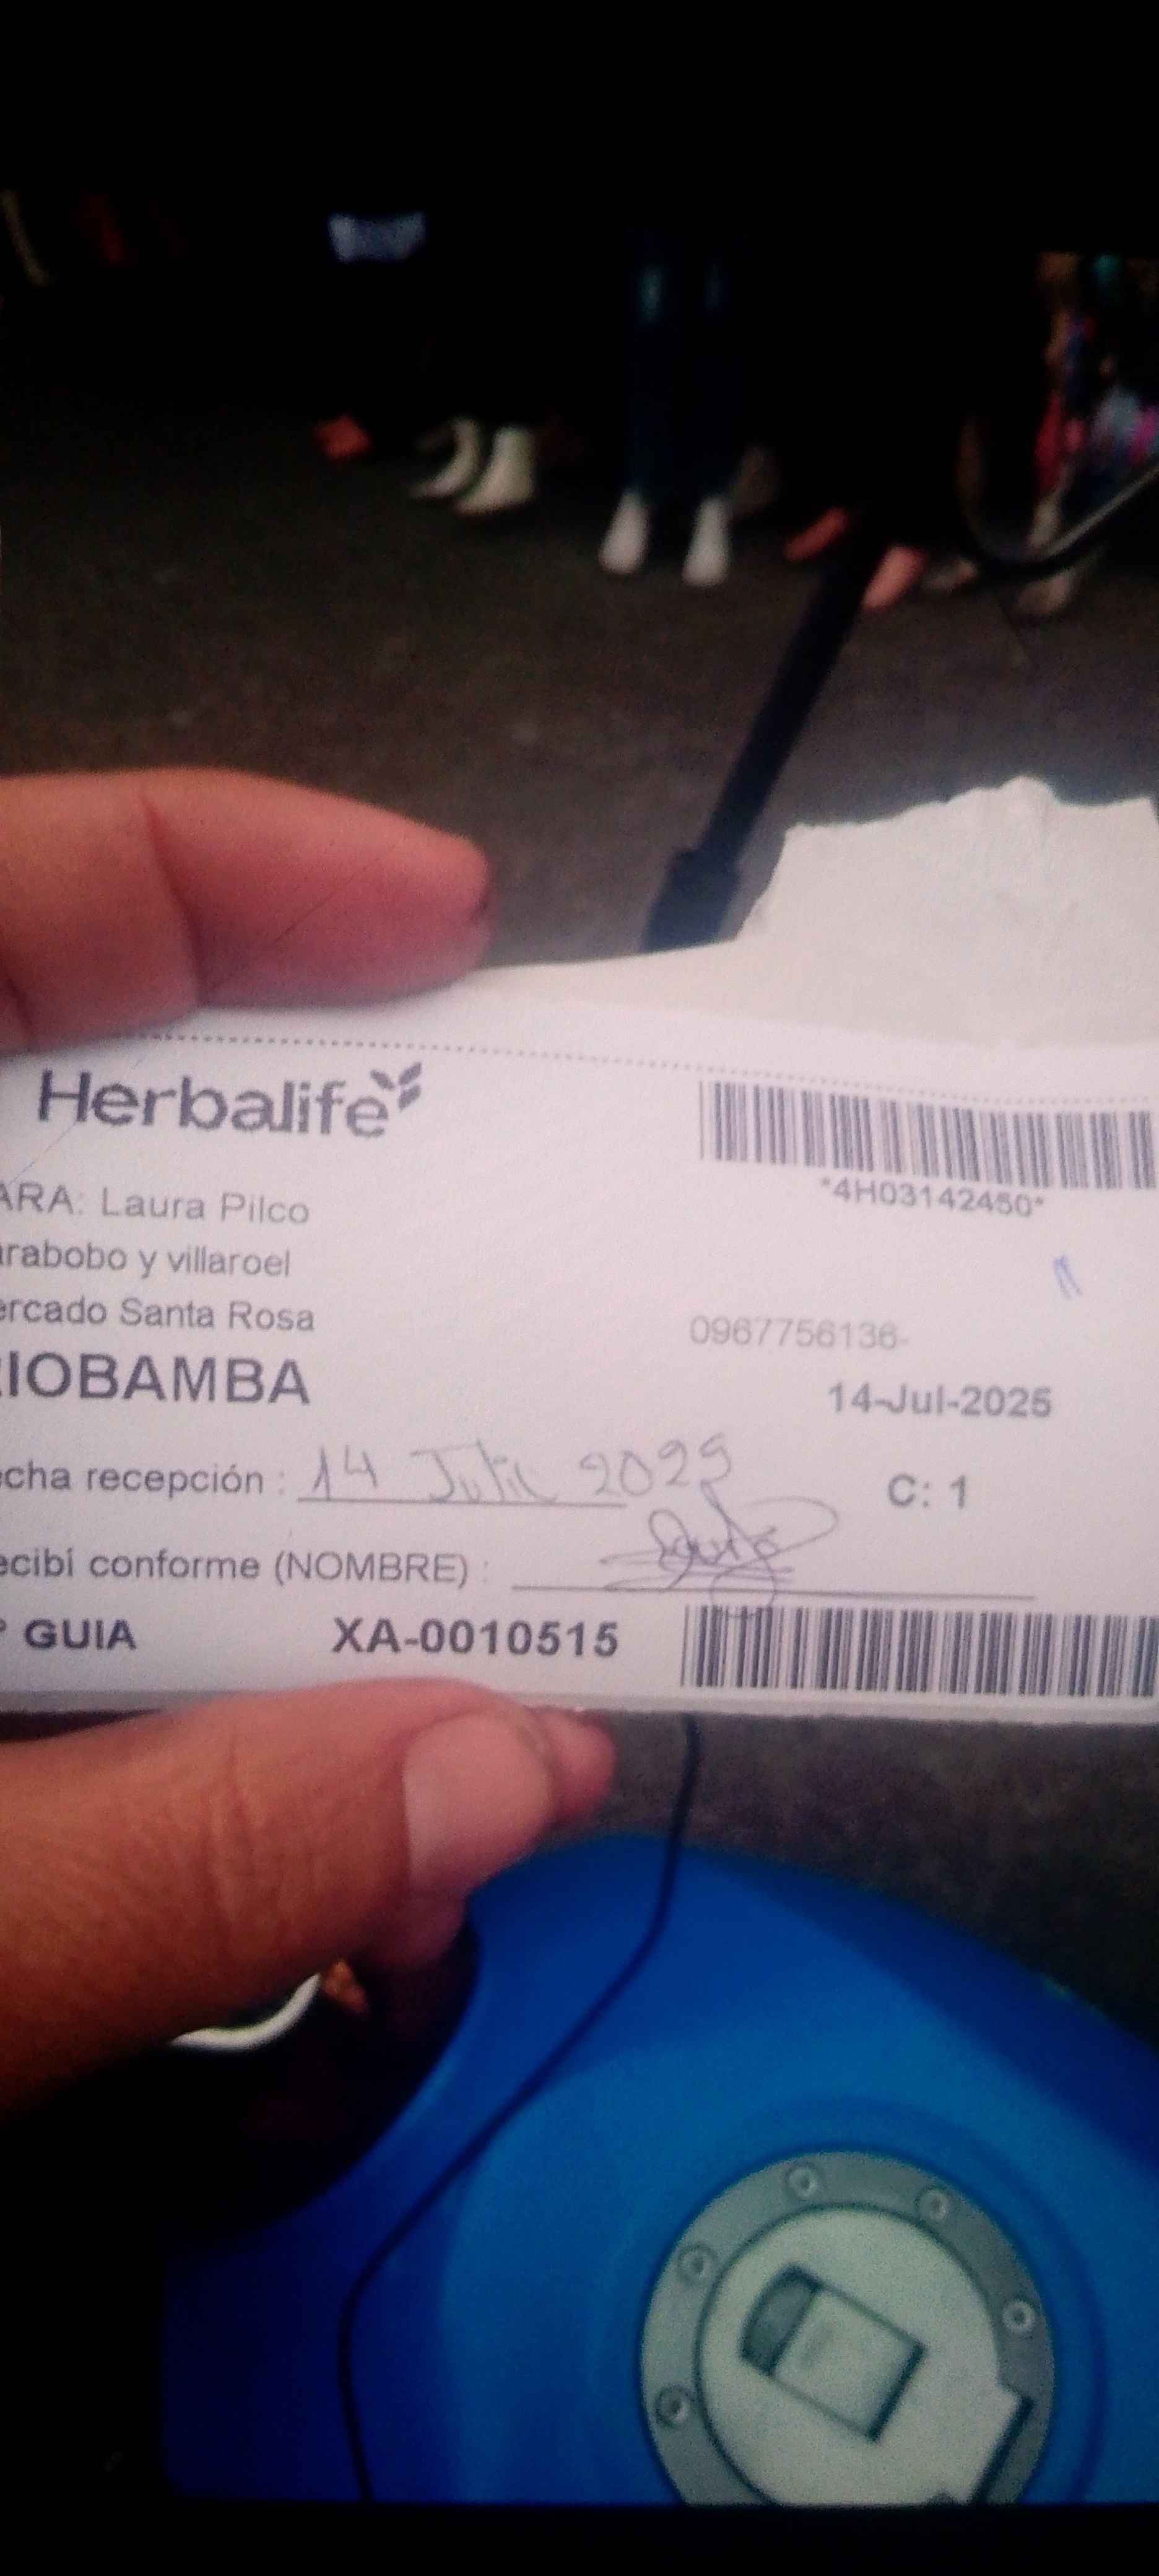 Herbalife
*4H03142450*
ARA: Laura Pilco
arabobo y villaroel
ercado Santa Rosa
0967756136-
IOBAMBA
14-Jul-2025
echa recepción : 14 Julio 2025
C: 1
ecibí conforme (NOMBRE) :
° GUIA XA-0010515